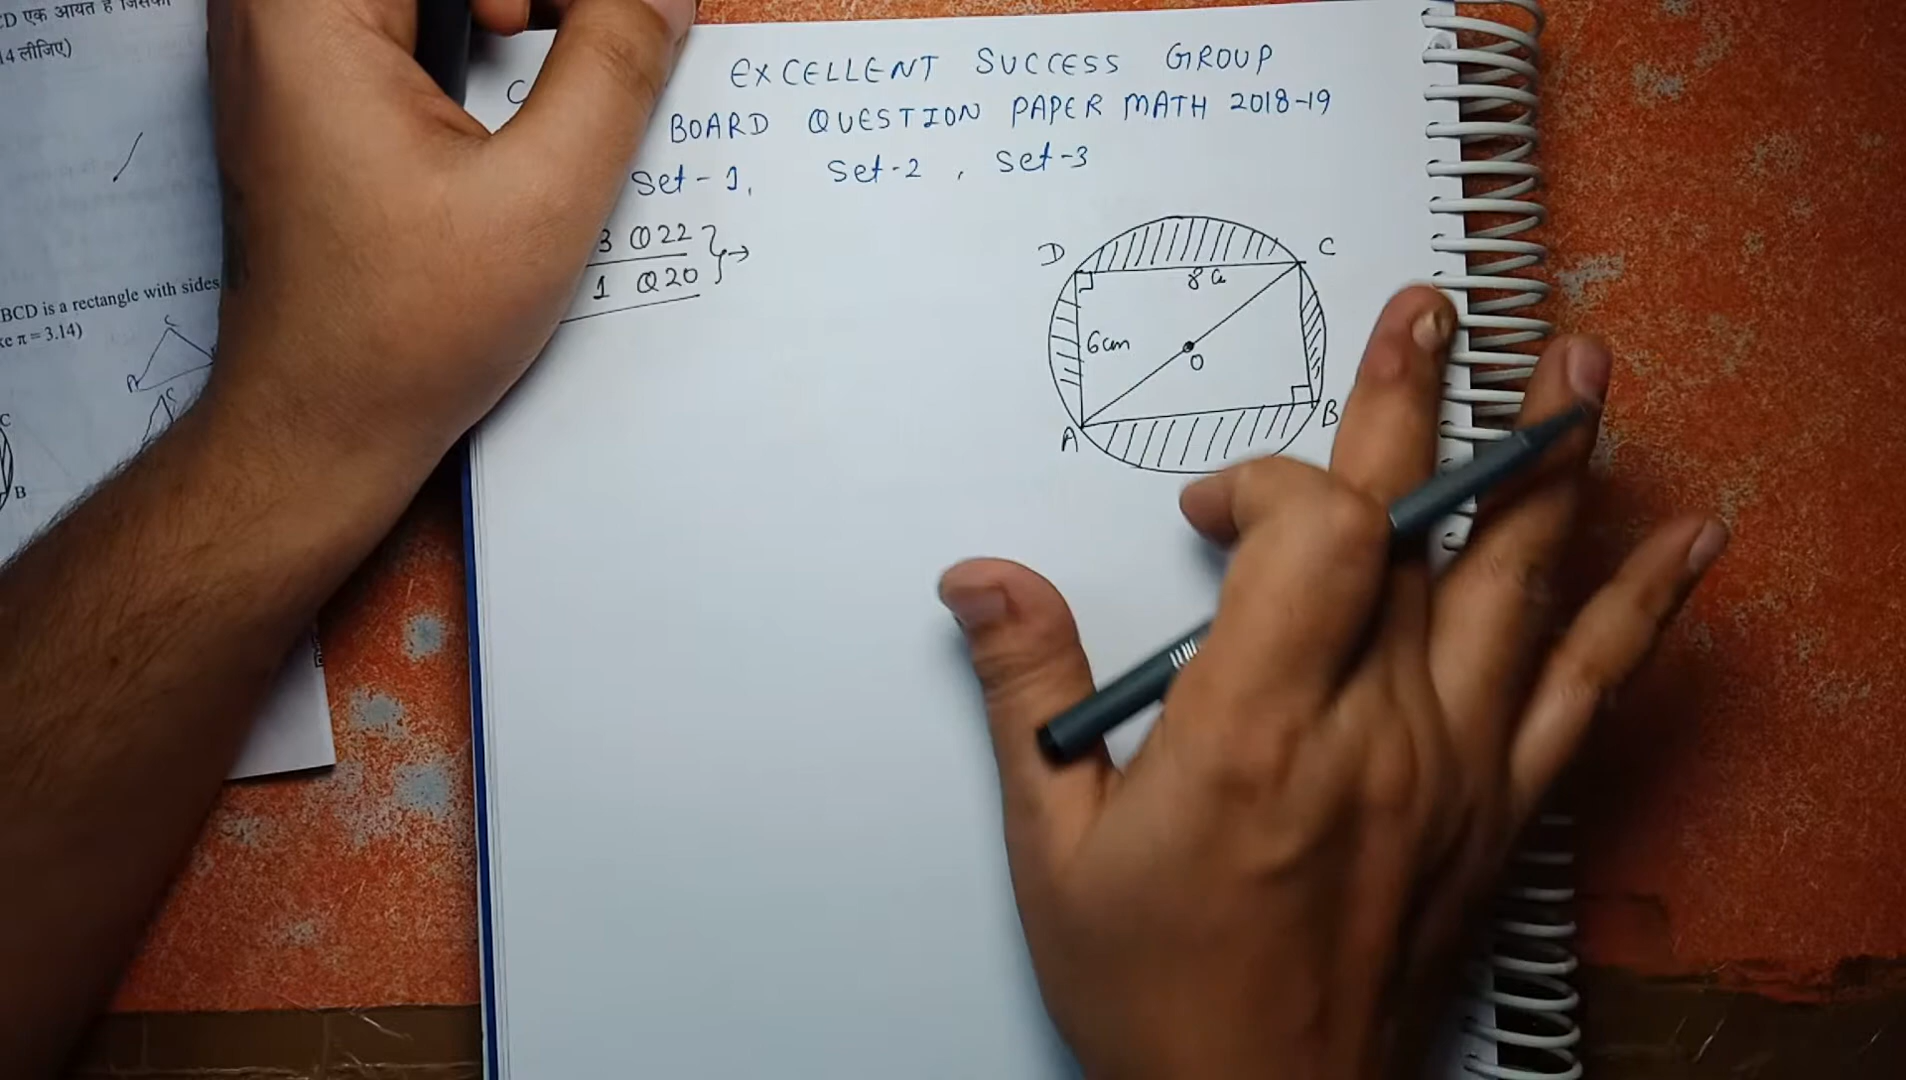 एक आयत है
14 लीजिए)
BCD is a rectangle with sides
π = 3.14)
C
A
C
C
B
EXCELLENT SUCCESS GROUP
BOARD QUESTION PAPER MATH 2018-19
Set-1, Set-2, Set-3
3 Q22
1 Q20
D C
8
6cm
O
A B